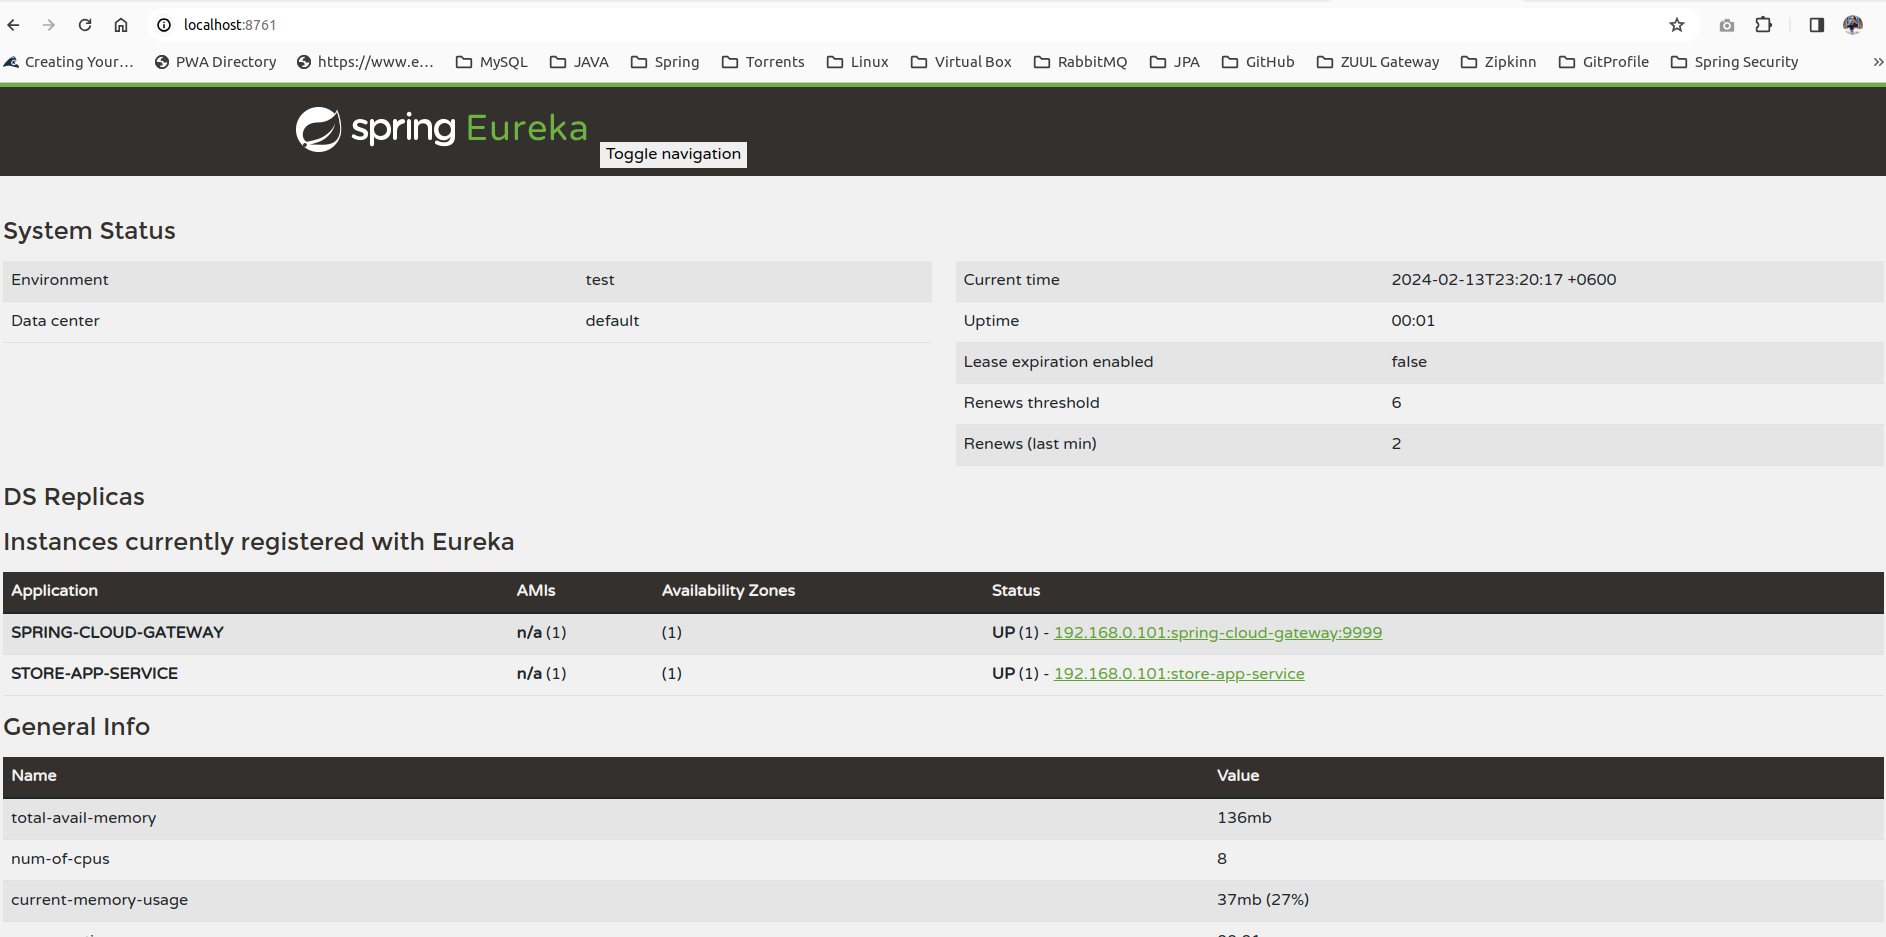 localhost:8761
Creating Your... PWA Directory https://www.e... MySQL JAVA Spring Torrents Linux Virtual Box RabbitMQ JPA GitHub ZUUL Gateway Zipkinn GitProfile Spring Security »
spring Eureka
Toggle navigation
System Status
Environment test
Data center default
Current time 2024-02-13T23:20:17 +0600
Uptime 00:01
Lease expiration enabled false
Renews threshold 6
Renews (last min) 2
DS Replicas
Instances currently registered with Eureka
Application AMIs Availability Zones Status
SPRING-CLOUD-GATEWAY n/a (1) (1) UP (1) - 192.168.0.101:spring-cloud-gateway:9999
STORE-APP-SERVICE n/a (1) (1) UP (1) - 192.168.0.101:store-app-service
General Info
Name Value
total-avail-memory 136mb
num-of-cpus 8
current-memory-usage 37mb (27%)